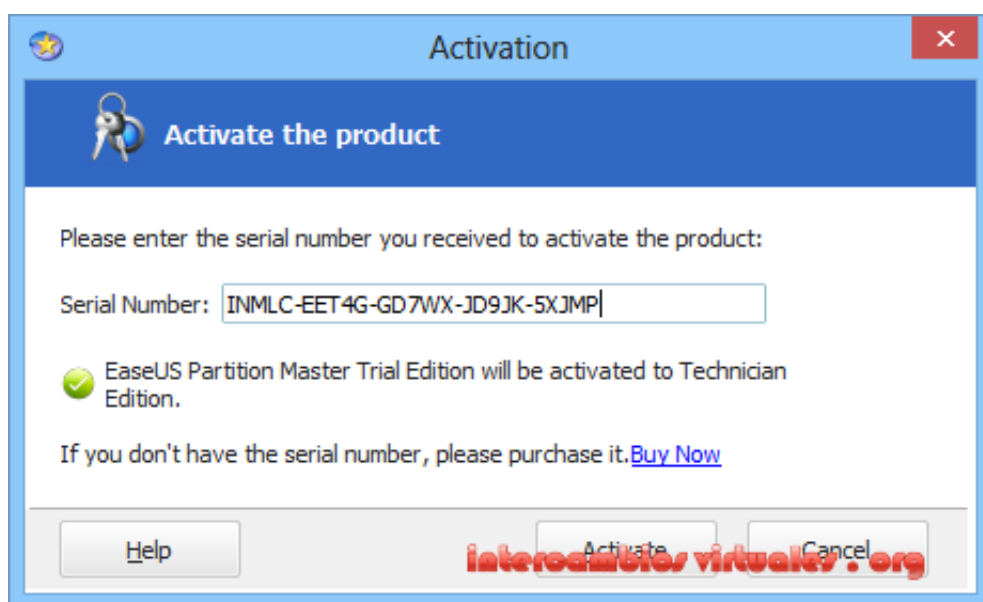 Activation
Activate the product
Please enter the serial number you received to activate the product:
Serial Number: INMLC-EET4G-GD7WX-JD9JK-5XJMP
EaseUS Partition Master Trial Edition will be activated to Technician
Edition.
If you don't have the serial number, please purchase it.Buy Now
Help Activate Cancel
intercambios virtuales . org